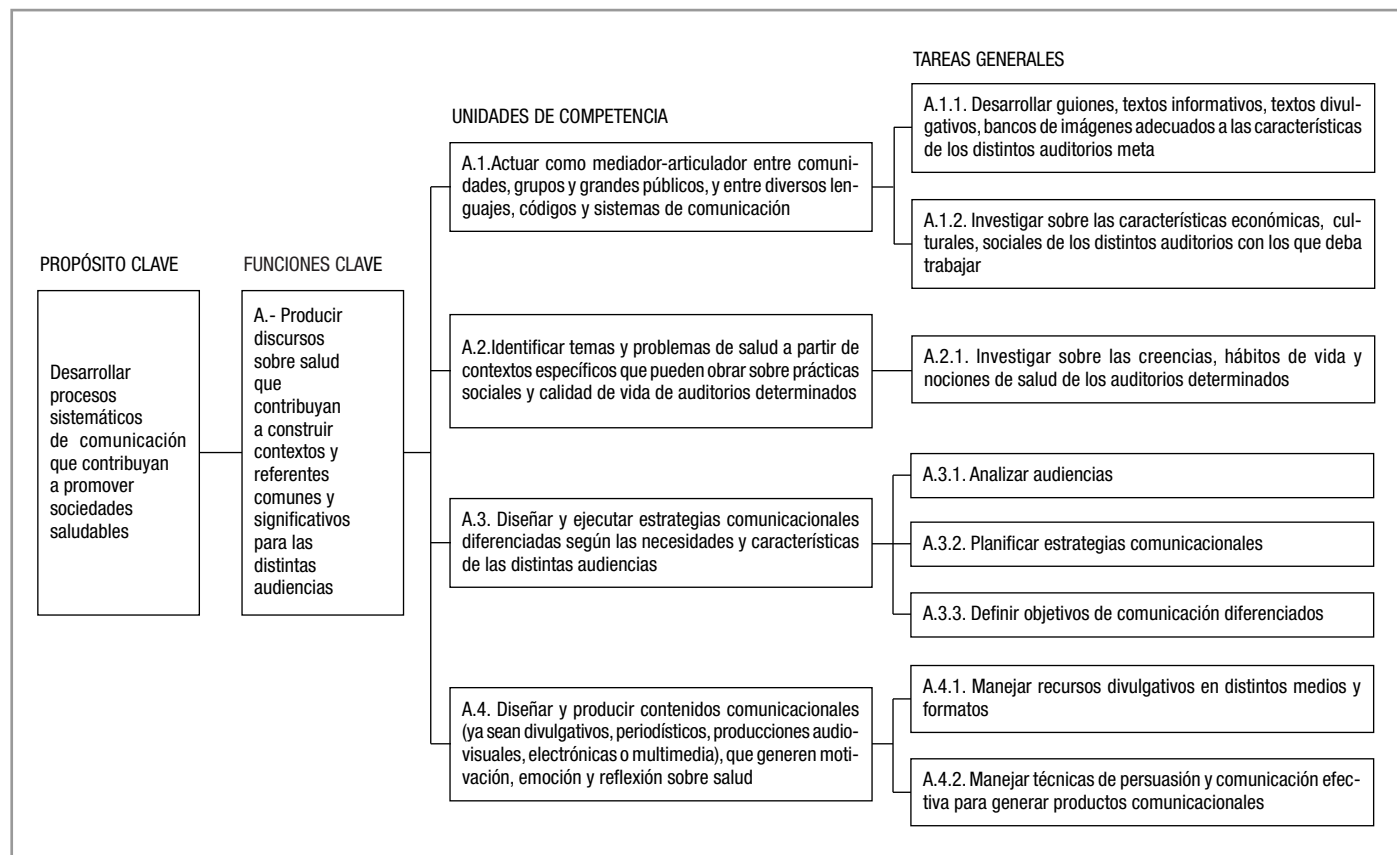 PROPÓSITO CLAVE
Desarrollar
procesos
sistemáticos
de comunicación
que contribuyan
a promover
sociedades
saludables
FUNCIONES CLAVE
A.- Producir
discursos
sobre salud
que
contribuyan
a construir
contextos y
referentes
comunes y
significativos
para las
distintas
audiencias
UNIDADES DE COMPETENCIA
A.1.Actuar como mediador-articulador entre comuni-
dades, grupos y grandes públicos, y entre diversos len-
guajes, códigos y sistemas de comunicación
A.2.Identificar temas y problemas de salud a partir de
contextos específicos que pueden obrar sobre prácticas
sociales y calidad de vida de auditorios determinados
A.3. Diseñar y ejecutar estrategias comunicacionales
diferenciadas según las necesidades y características
de las distintas audiencias
A.4. Diseñar y producir contenidos comunicacionales
(ya sean divulgativos, periodísticos, producciones audio-
visuales, electrónicas o multimedia), que generen moti-
vación, emoción y reflexión sobre salud
TAREAS GENERALES
A.1.1. Desarrollar guiones, textos informativos, textos divul-
gativos, bancos de imágenes adecuados a las características
de los distintos auditorios meta
A.1.2. Investigar sobre las características económicas, cul-
turales, sociales de los distintos auditorios con los que deba
trabajar
A.2.1. Investigar sobre las creencias, hábitos de vida y
nociones de salud de los auditorios determinados
A.3.1. Analizar audiencias
A.3.2. Planificar estrategias comunicacionales
A.3.3. Definir objetivos de comunicación diferenciados
A.4.1. Manejar recursos divulgativos en distintos medios y
formatos
A.4.2. Manejar técnicas de persuasión y comunicación efec-
tiva para generar productos comunicacionales